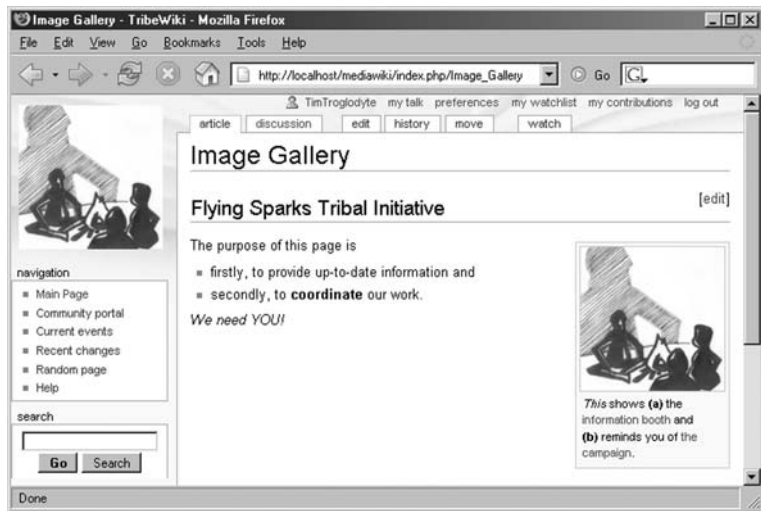 Image Gallery - TribeWiki - Mozilla Firefox
File Edit View Go Bookmarks Tools Help
http://localhost/mediawiki/index.php/Image_Gallery Go G
TimTroglodyte my talk preferences my watchlist my contributions log out
article discussion edit history move watch
Image Gallery
Flying Sparks Tribal Initiative [edit]
The purpose of this page is
firstly, to provide up-to-date information and
secondly, to coordinate our work.
We need YOU!
This shows (a) the
information booth and
(b) reminds you of the
campaign.
navigation
Main Page
Community portal
Current events
Recent changes
Random page
Help
search
Go Search
Done